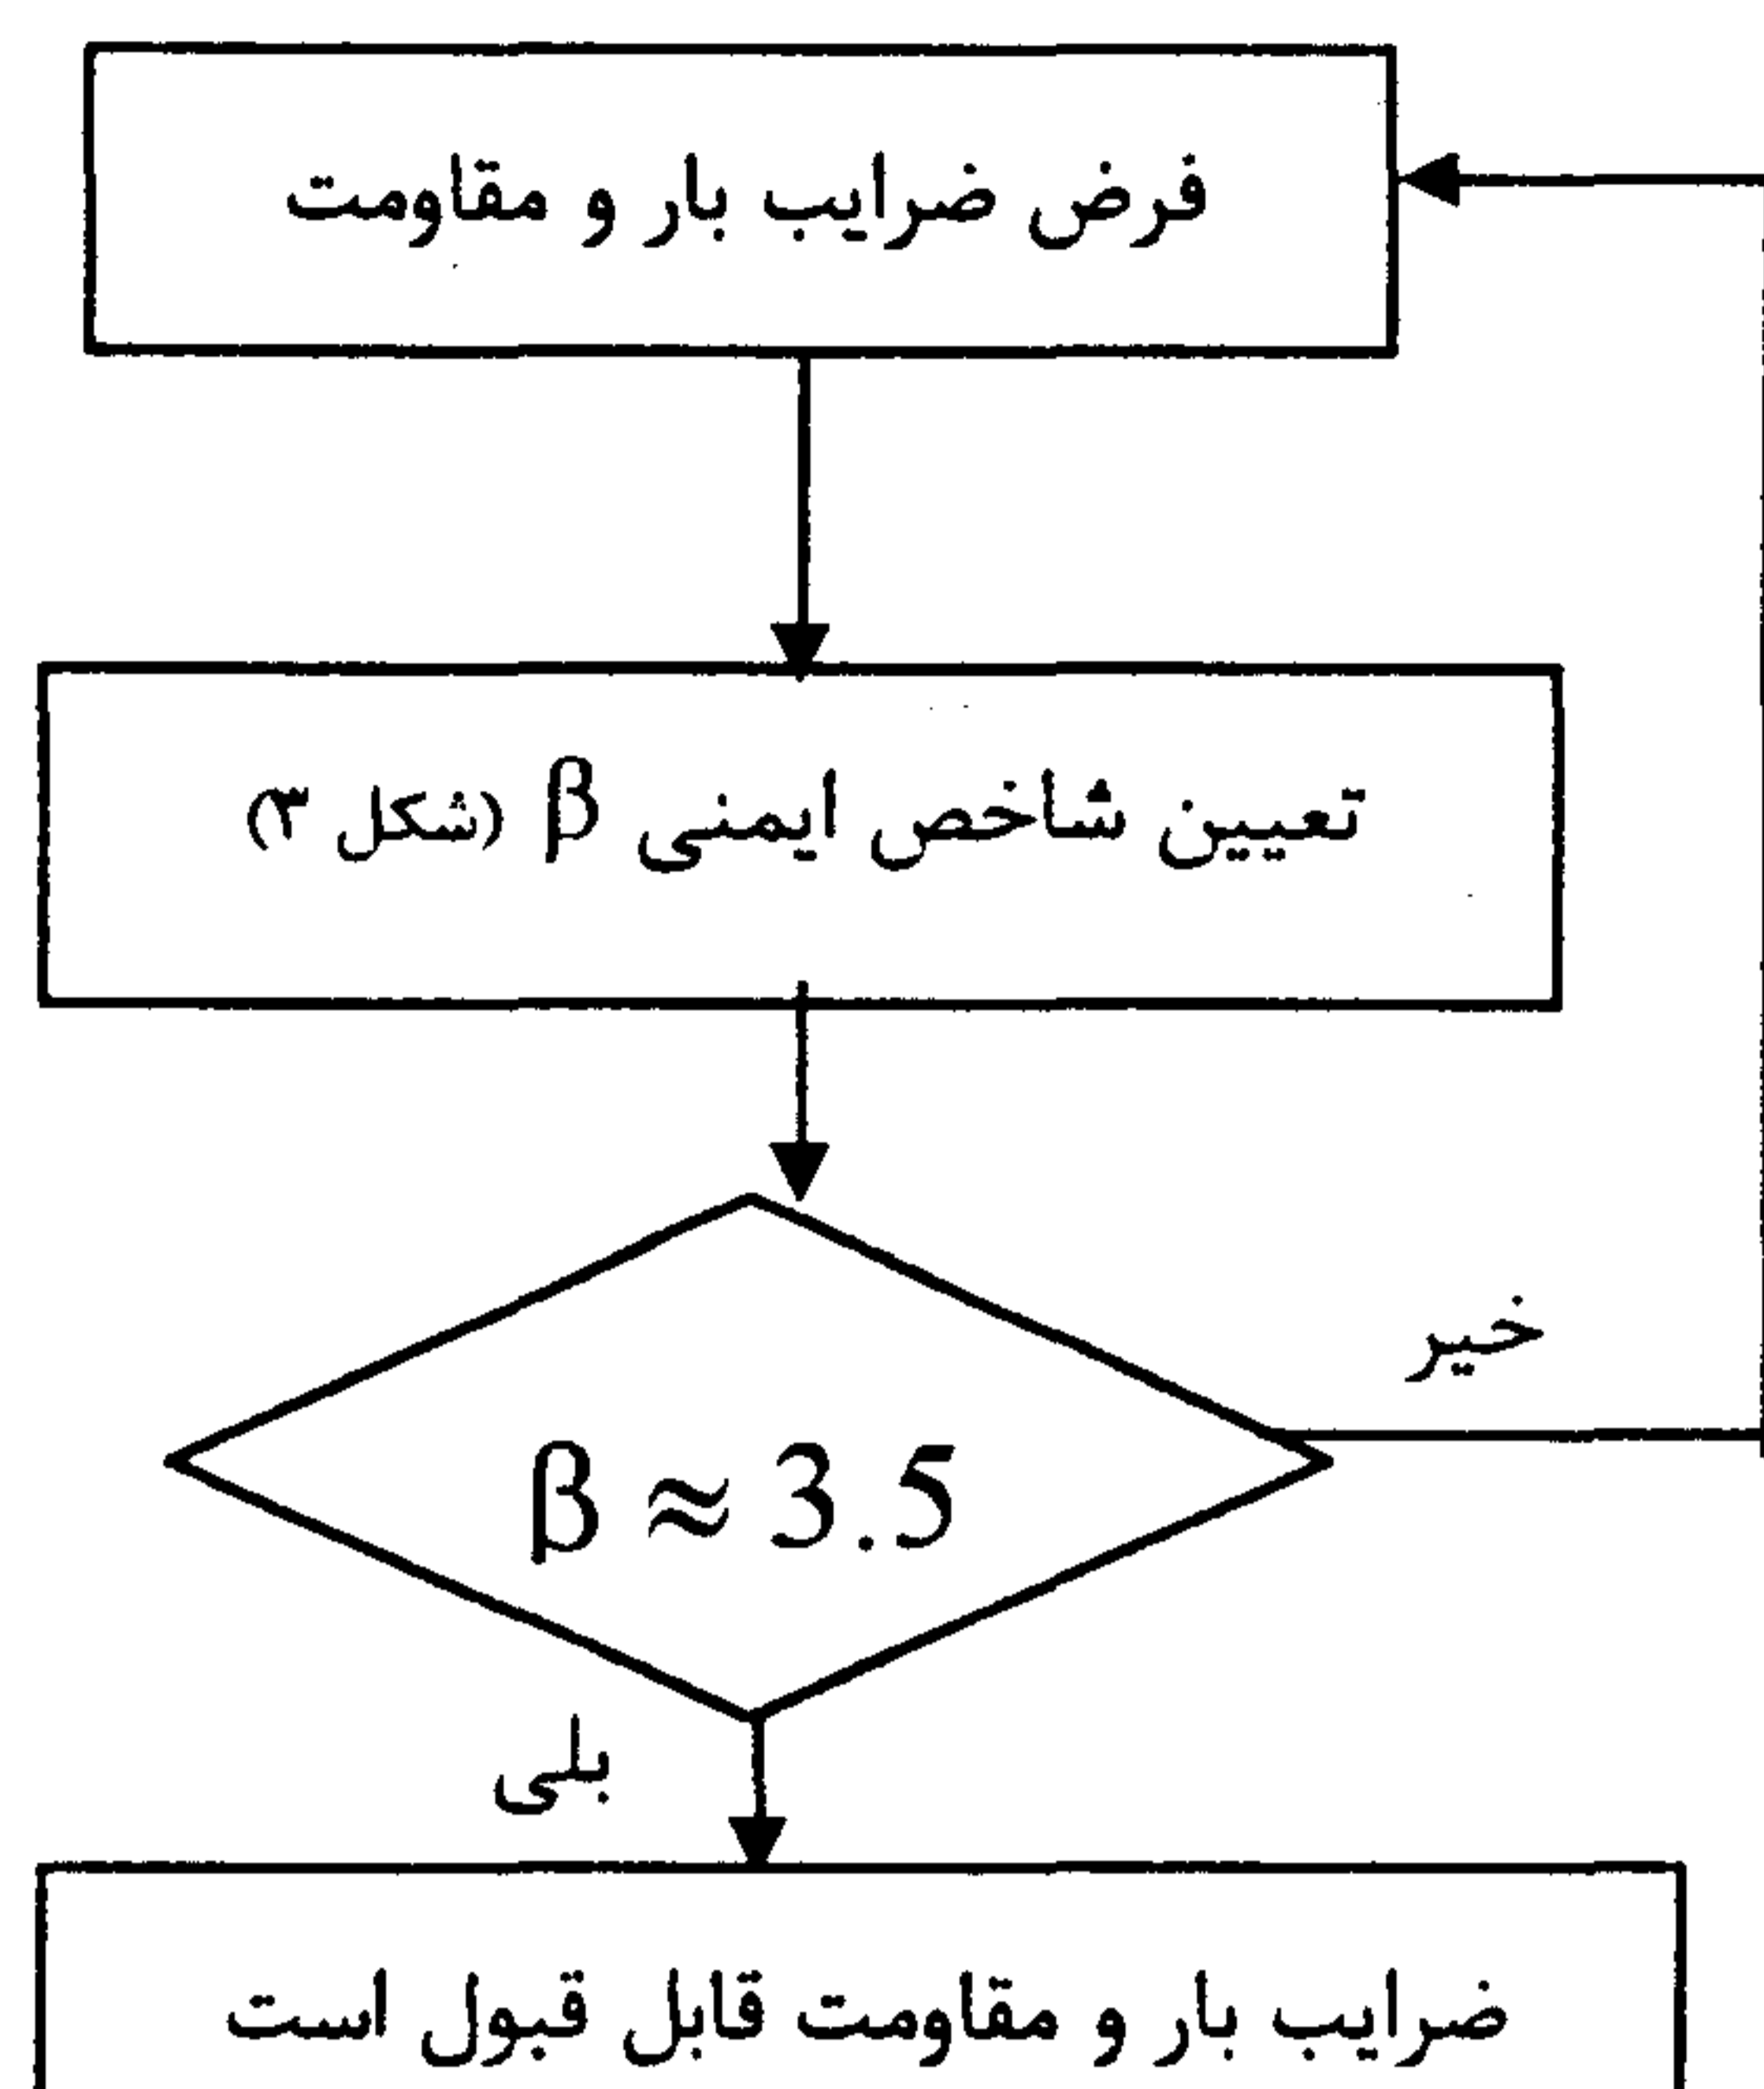 فرض ضرایب بار و مقاومت
تعیین شاخص ایمنی β (شکل ۳)
خیر
β ≈ 3.5
بلی
ضرایب بار و مقاومت قابل قبول است